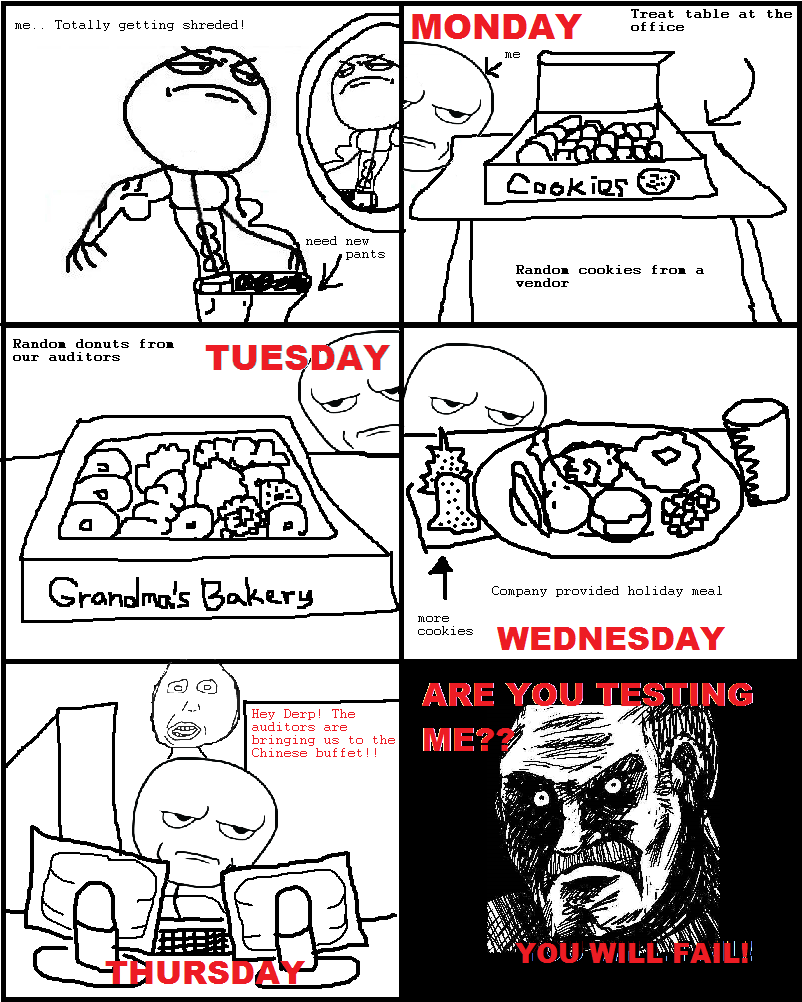 me.. Totally getting shreded!
need new
pants
MONDAY
Treat table at the
office
me
Cookies
Random cookies from a
vendor
Random donuts from
our auditors
TUESDAY
Grandma's Bakery
Company provided holiday meal
more
cookies
WEDNESDAY
Hey Derp! The
auditors are
bringing us to the
Chinese buffet!!
THURSDAY
ARE YOU TESTING
ME??
YOU WILL FAIL!